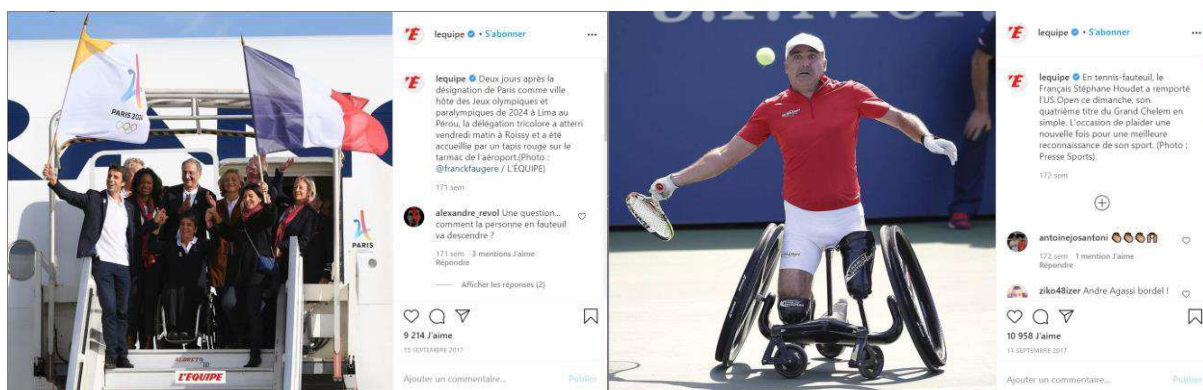 PARIS 2024
PARIS
L'ÉQUIPE
lequipe • S'abonner
lequipe Deux jours après la
désignation de Paris comme ville
hôte des Jeux olympiques et
paralympiques de 2024 à Lima au
Pérou, la délégation tricolore a atterri
vendredi matin à Roissy et a été
accueillie par un tapis rouge sur le
tarmac de l'aéroport.(Photo :
@franckfaugere / L'ÉQUIPE)
171 sem
alexandre_revol Une question...
comment la personne en fauteuil
va descendre ?
171 sem 3 mentions J'aime
Répondre
Afficher les réponses (2)
9 214 J'aime
15 SEPTEMBRE 2017
Ajouter un commentaire... Publier
lequipe • S'abonner
lequipe En tennis-fauteuil, le
Français Stéphane Houdet a remporté
l'US Open ce dimanche, son
quatrième titre du Grand Chelem en
simple. L'occasion de plaider une
nouvelle fois pour une meilleure
reconnaissance de son sport. (Photo :
Presse Sports)
172 sem
antoinejosantoni 👏👏👏
172 sem 1 mention J'aime
Répondre
ziko48izer Andre Agassi bordel !
10 958 J'aime
11 SEPTEMBRE 2017
Ajouter un commentaire... Publier